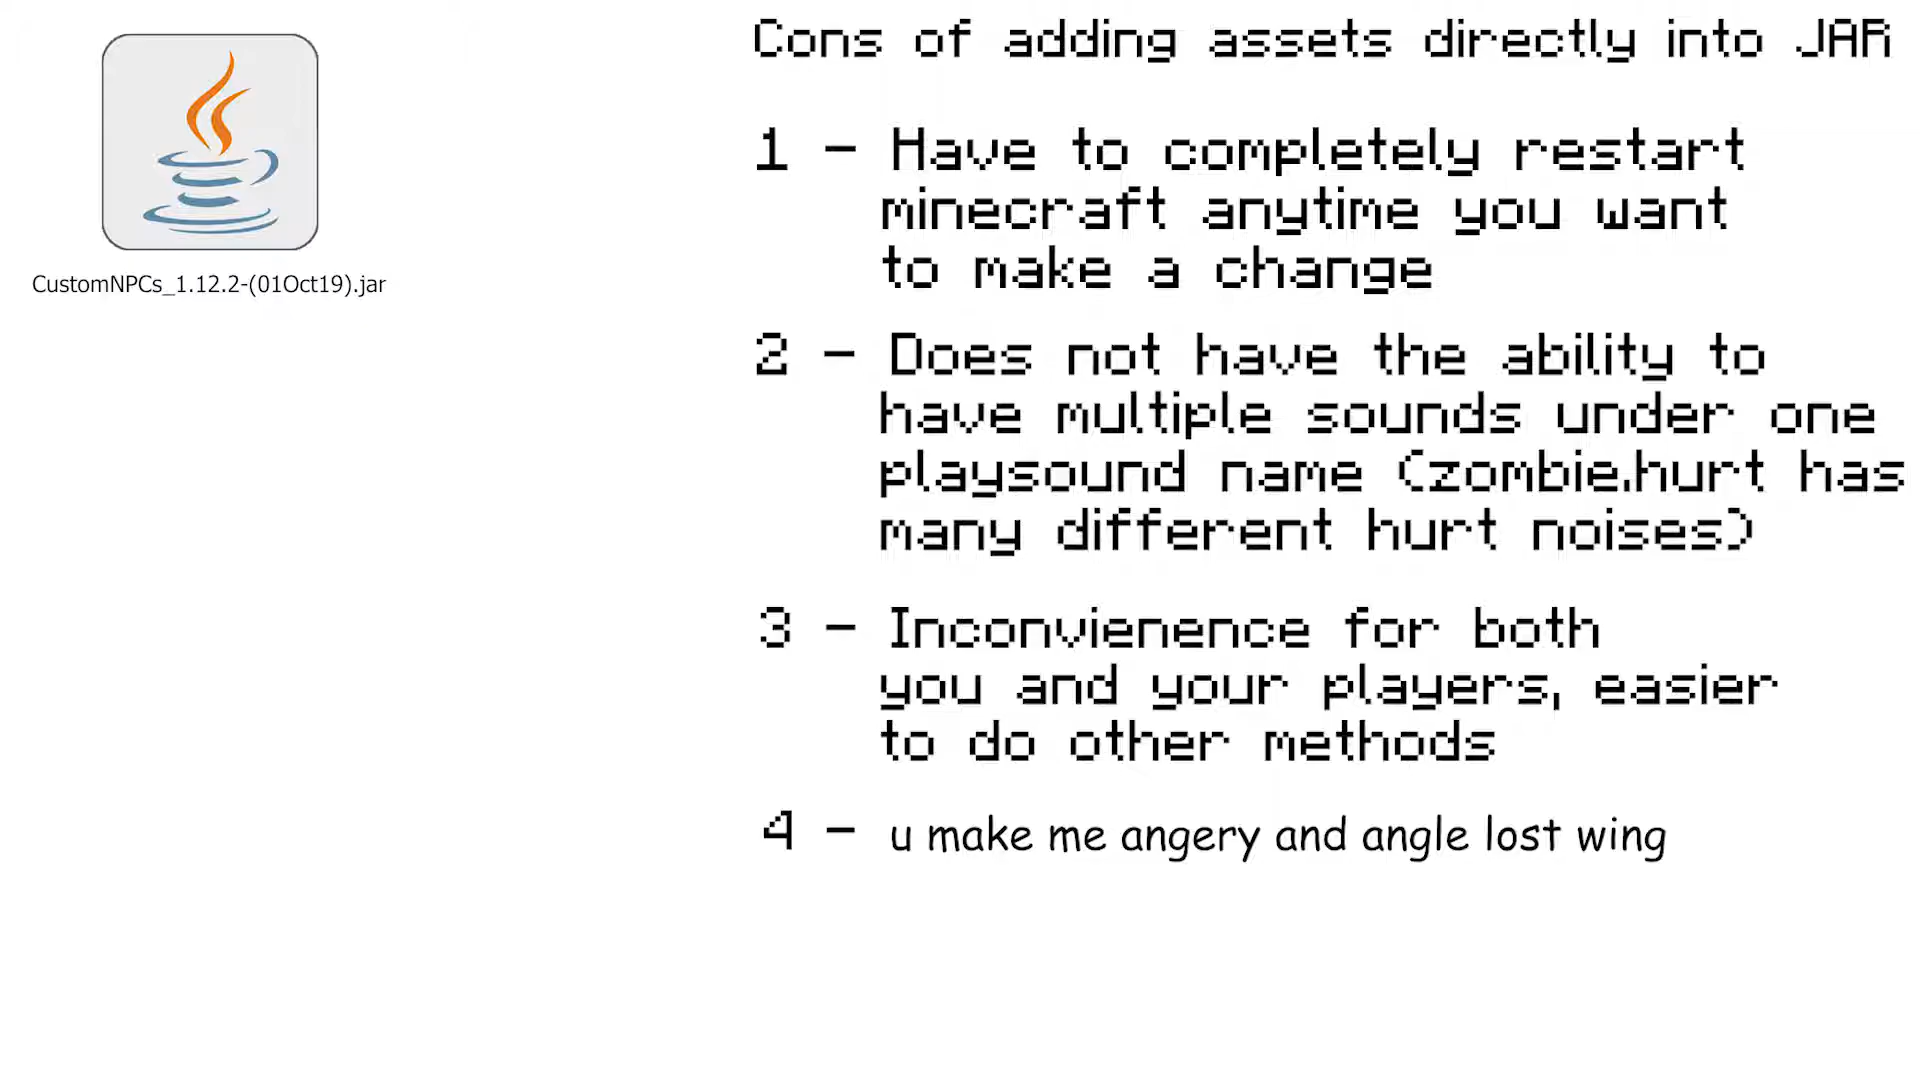 CustomNPCs_1.12.2-(01Oct19).jar
Cons of adding assets directly into JAR
1 - Have to completely restart
minecraft anytime you want
to make a change
2 - Does not have the ability to
have multiple sounds under one
playsound name (zombie.hurt has
many different hurt noises)
3 - Inconvienence for both
you and your players, easier
to do other methods
4 - u make me angery and angle lost wing